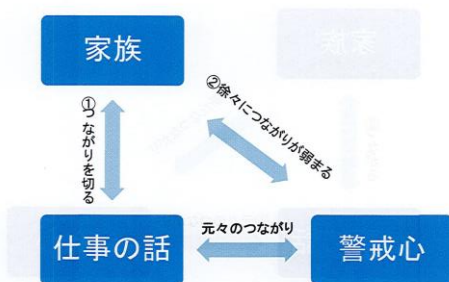 家族
①つながりを切る
②徐々につながりが弱まる
仕事の話
元々のつながり
警戒心